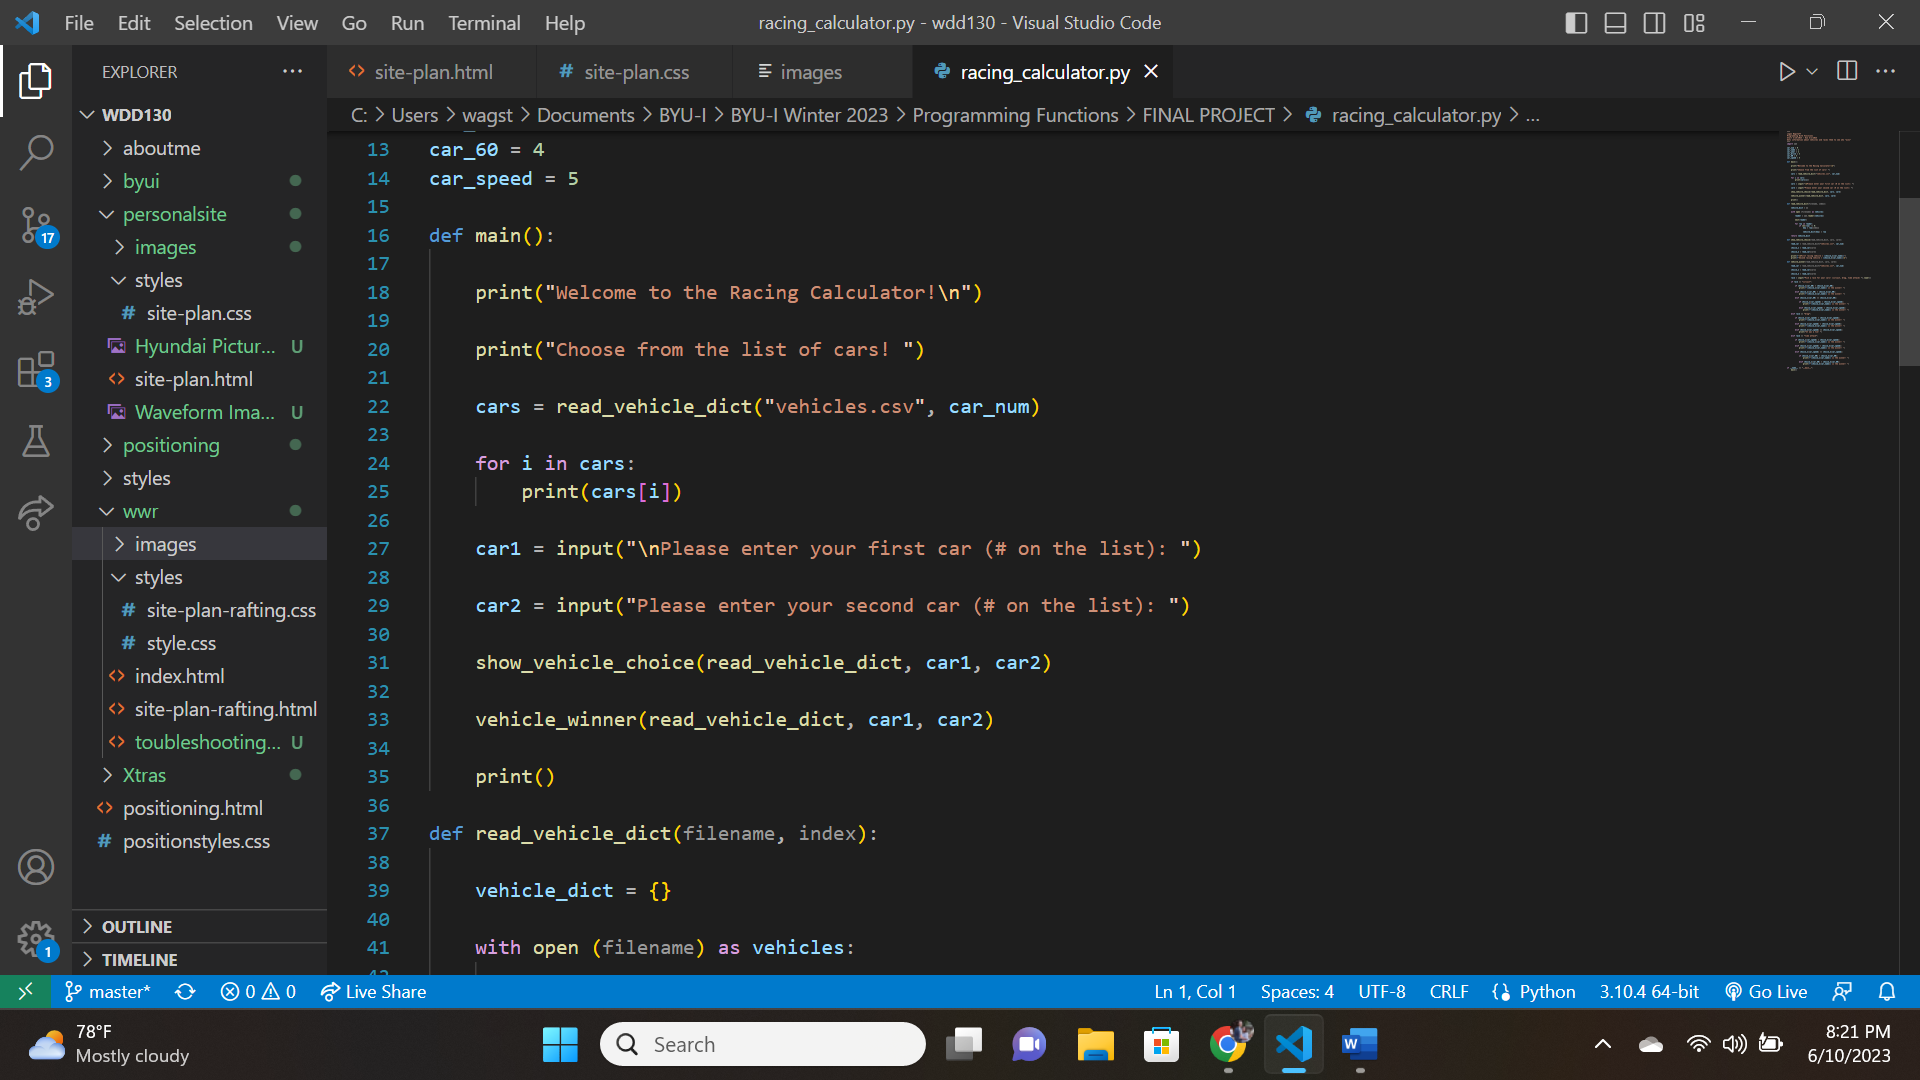 File Edit Selection View Go Run Terminal Help
racing_calculator.py - wdd130 - Visual Studio Code
EXPLORER
site-plan.html
site-plan.css
images
racing_calculator.py
C: > Users > wagst > Documents > BYU-I > BYU-I Winter 2023 > Programming Functions > FINAL PROJECT > racing_calculator.py > ...
WDD130
aboutme
byui
personalsite
images
styles
site-plan.css
Hyundai Pictur... U
site-plan.html
Waveform Ima... U
positioning
styles
wwr
images
styles
site-plan-rafting.css
style.css
index.html
site-plan-rafting.html
toubleshooting... U
Xtras
positioning.html
positionstyles.css
OUTLINE
TIMELINE
17
3
1
13 car_60 = 4
14 car_speed = 5
15
16 def main():
17
18 print("Welcome to the Racing Calculator!\n")
19
20 print("Choose from the list of cars! ")
21
22 cars = read_vehicle_dict("vehicles.csv", car_num)
23
24 for i in cars:
25 print(cars[i])
26
27 car1 = input("\nPlease enter your first car (# on the list): ")
28
29 car2 = input("Please enter your second car (# on the list): ")
30
31 show_vehicle_choice(read_vehicle_dict, car1, car2)
32
33 vehicle_winner(read_vehicle_dict, car1, car2)
34
35 print()
36
37 def read_vehicle_dict(filename, index):
38
39 vehicle_dict = {}
40
41 with open (filename) as vehicles:
master* 0 0 Live Share
Ln 1, Col 1 Spaces: 4 UTF-8 CRLF Python 3.10.4 64-bit Go Live
78°F
Mostly cloudy
Search
8:21 PM
6/10/2023